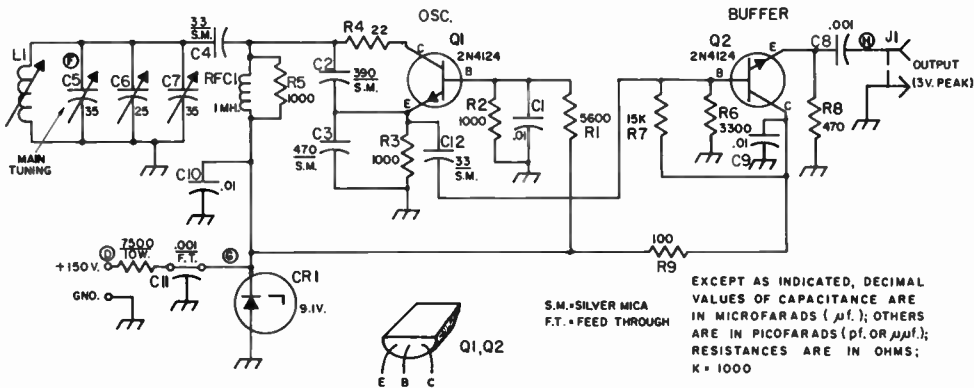 OSC.
BUFFER
L1
F
C5
35
C6
25
C7
35
MAIN
TUNING
33
S.M.
C4
RFC1
1 MH.
R5
1000
R4
22
C2
390
S.M.
C3
470
S.M.
Q1
2N4124
C
B
E
R3
1000
C12
33
S.M.
R2
1000
C1
.01
5600
R1
15K
R7
Q2
2N4124
E
B
C
R6
3300
.01
C9
R8
470
.001
C8
H
J1
OUTPUT
(3V. PEAK)
C10
.01
100
R9
+150V.
D
7500
10W.
.001
F.T.
C11
G
GND.
CR1
9.1V.
Q1,Q2
E B C
S.M.=SILVER MICA
F.T.=FEED THROUGH
EXCEPT AS INDICATED, DECIMAL
VALUES OF CAPACITANCE ARE
IN MICROFARADS (μf.); OTHERS
ARE IN PICOFARADS (pf. OR μμf.);
RESISTANCES ARE IN OHMS;
K = 1000